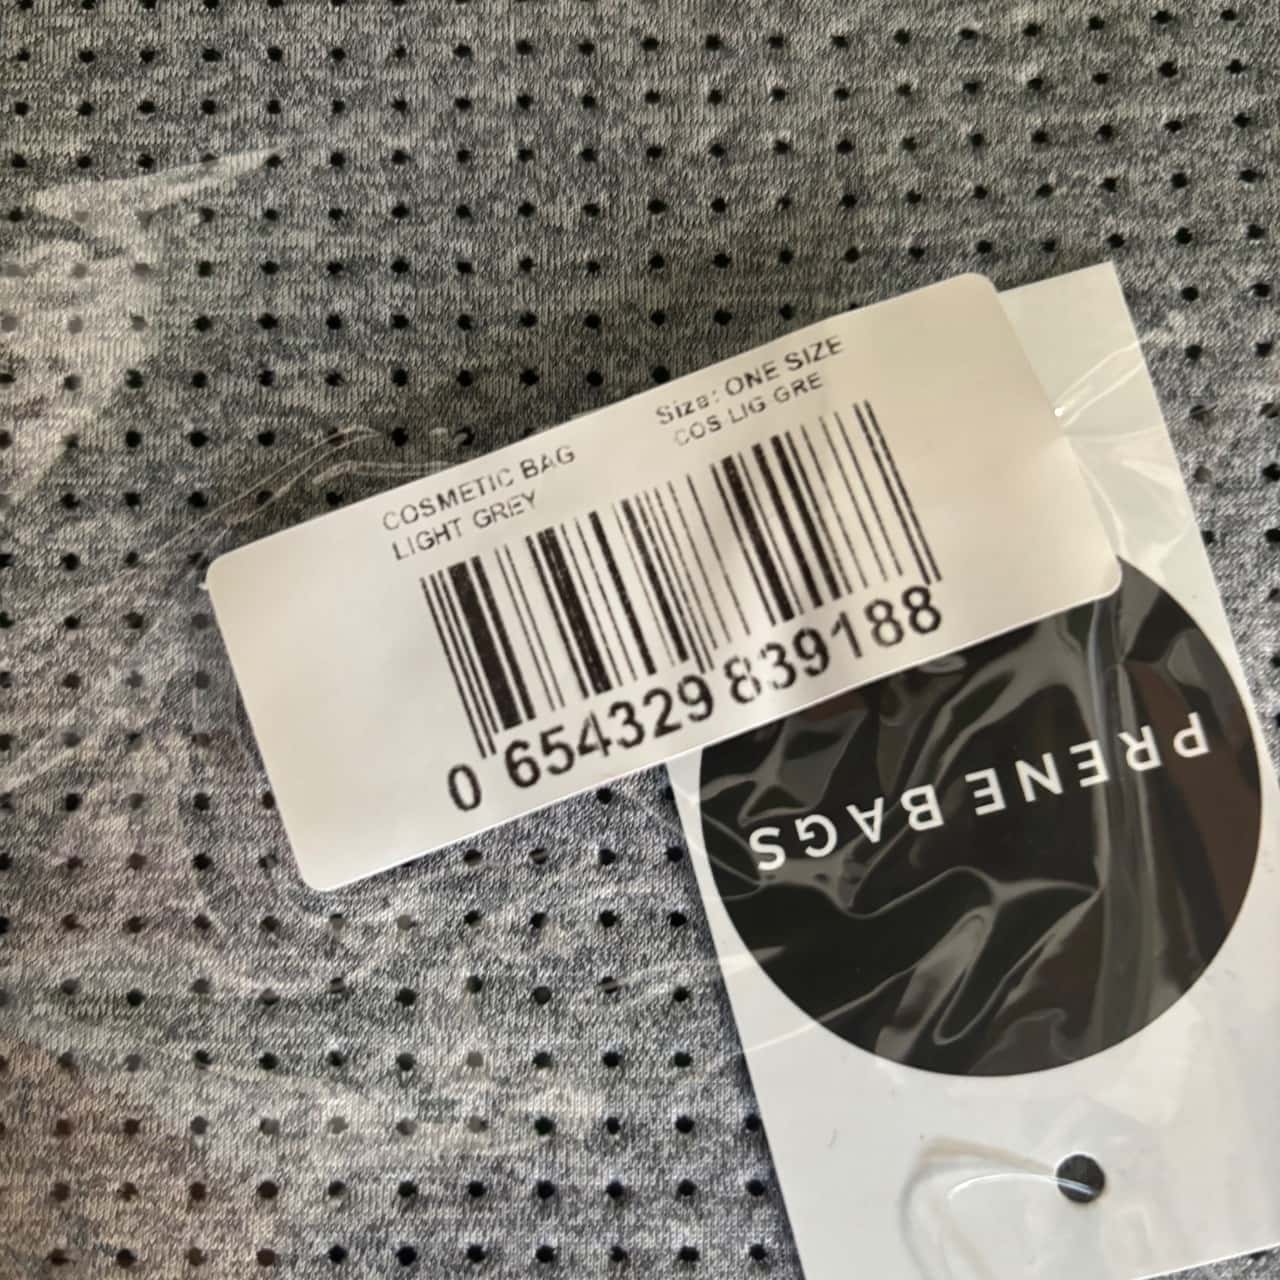 COSMETIC BAG
LIGHT GREY
Size: ONE SIZE
COS LIG GRE
0 654329 839188
PRENE BAGS